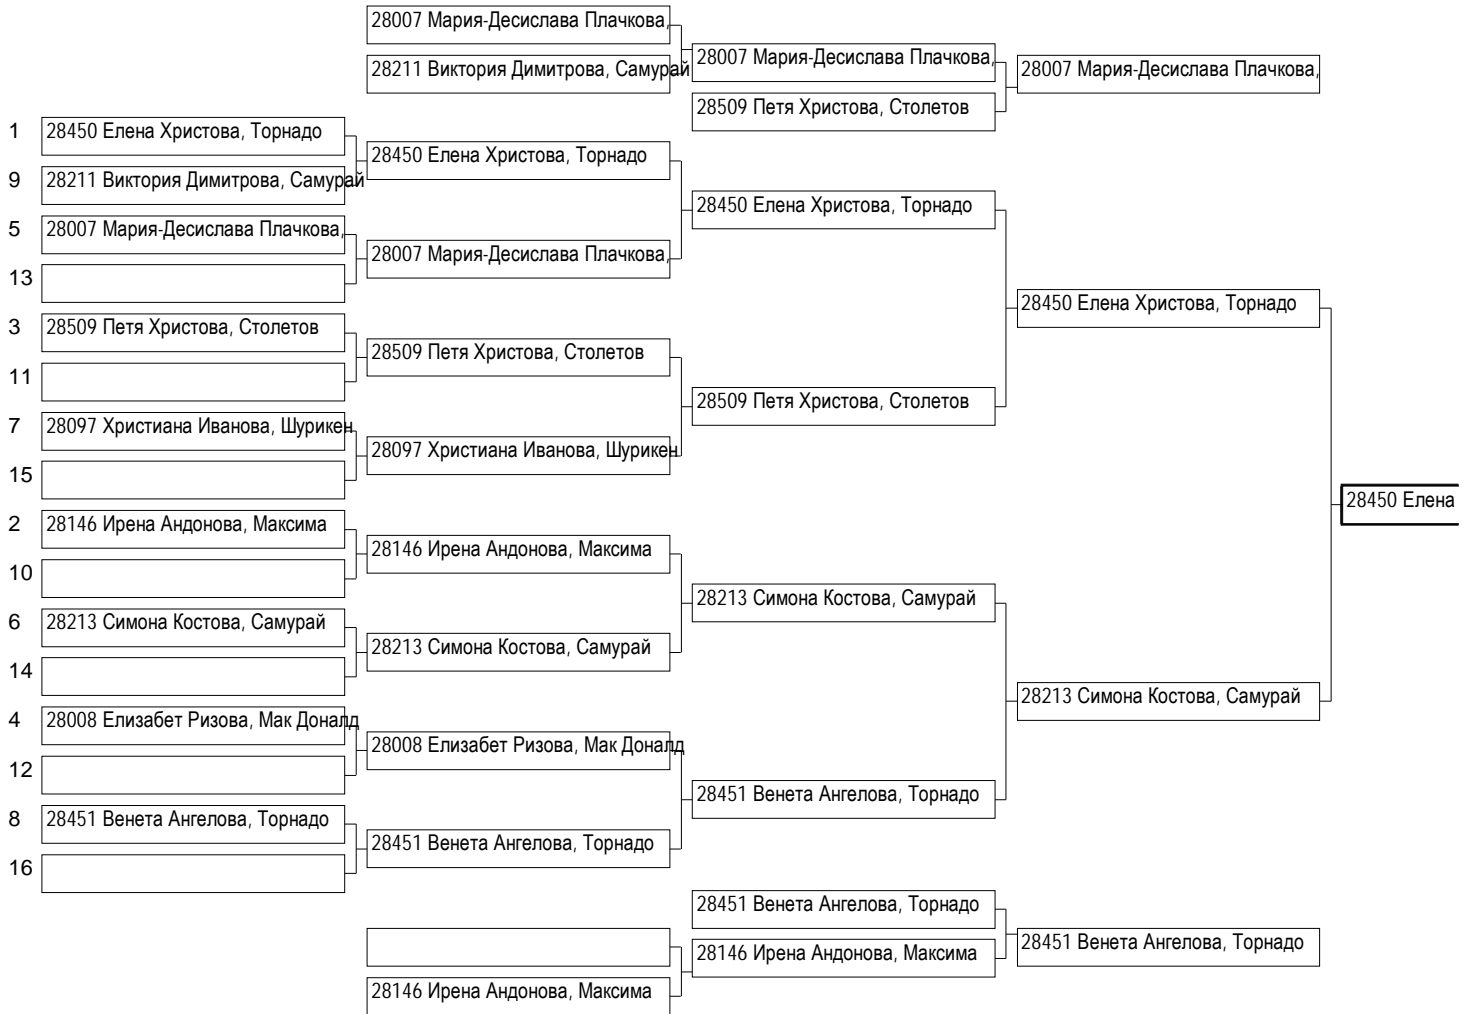 28007 Мария-Десислава Плачкова,
28211 Виктория Димитрова, Самурай
28007 Мария-Десислава Плачкова,
28007 Мария-Десислава Плачкова,
28509 Петя Христова, Столетов
1 28450 Елена Христова, Торнадо
28450 Елена Христова, Торнадо
9 28211 Виктория Димитрова, Самурай
28450 Елена Христова, Торнадо
5 28007 Мария-Десислава Плачкова,
28007 Мария-Десислава Плачкова,
13
28450 Елена Христова, Торнадо
3 28509 Петя Христова, Столетов
28509 Петя Христова, Столетов
11
28509 Петя Христова, Столетов
7 28097 Христиана Иванова, Шурикен
28097 Христиана Иванова, Шурикен
15
28450 Елена
2 28146 Ирена Андонова, Максима
28146 Ирена Андонова, Максима
10
28213 Симона Костова, Самурай
6 28213 Симона Костова, Самурай
28213 Симона Костова, Самурай
14
28213 Симона Костова, Самурай
4 28008 Елизабет Ризова, Мак Доналд
28008 Елизабет Ризова, Мак Доналд
12
28451 Венета Ангелова, Торнадо
8 28451 Венета Ангелова, Торнадо
28451 Венета Ангелова, Торнадо
16
28451 Венета Ангелова, Торнадо
28451 Венета Ангелова, Торнадо
28146 Ирена Андонова, Максима
28146 Ирена Андонова, Максима